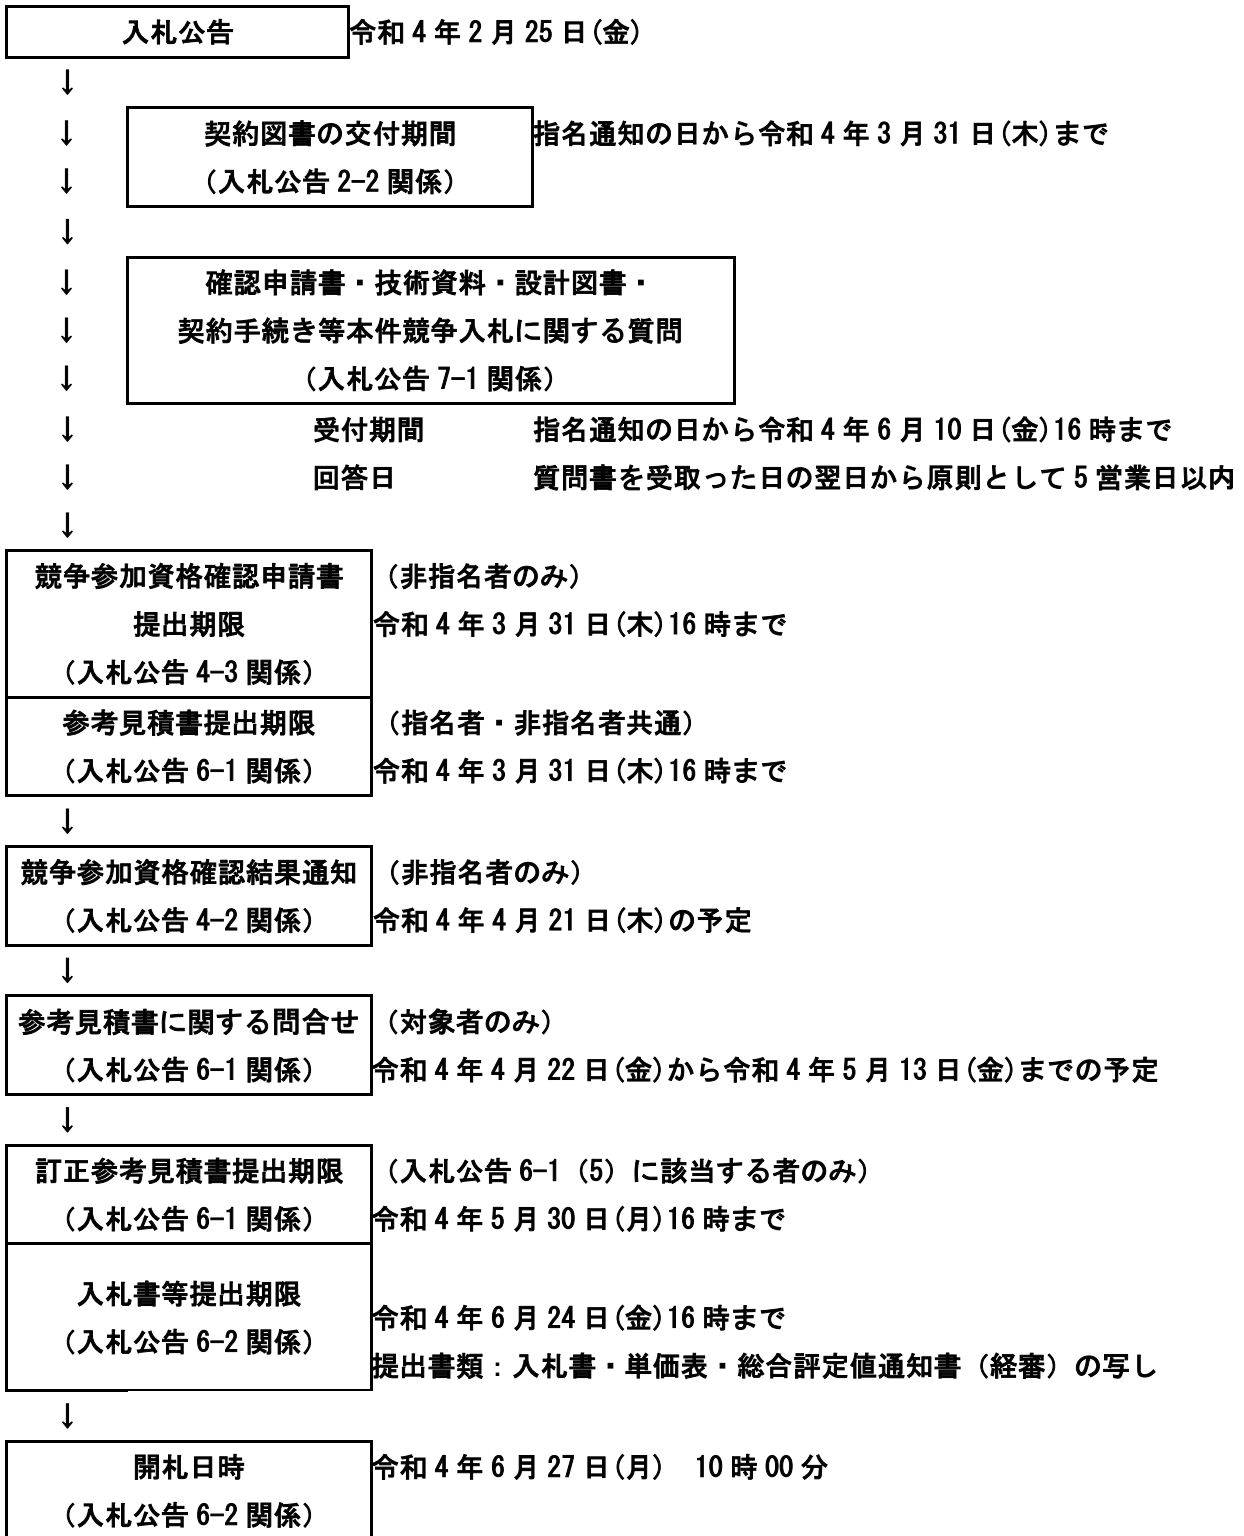 入札公告 令和4年2月25日(金)
↓
↓ 契約図書の交付期間 指名通知の日から令和4年3月31日(木)まで
↓ (入札公告2-2関係)
↓
↓ 確認申請書・技術資料・設計図書・
↓ 契約手続き等本件競争入札に関する質問
↓ (入札公告7-1関係)
↓ 受付期間 指名通知の日から令和4年6月10日(金)16時まで
↓ 回答日 質問書を受取った日の翌日から原則として5営業日以内
↓
競争参加資格確認申請書 (非指名者のみ)
提出期限 令和4年3月31日(木)16時まで
(入札公告4-3関係)
参考見積書提出期限 (指名者・非指名者共通)
(入札公告6-1関係) 令和4年3月31日(木)16時まで
↓
競争参加資格確認結果通知 (非指名者のみ)
(入札公告4-2関係) 令和4年4月21日(木)の予定
↓
参考見積書に関する問合せ (対象者のみ)
(入札公告6-1関係) 令和4年4月22日(金)から令和4年5月13日(金)までの予定
↓
訂正参考見積書提出期限 (入札公告6-1(5)に該当する者のみ)
(入札公告6-1関係) 令和4年5月30日(月)16時まで
入札書等提出期限
令和4年6月24日(金)16時まで
(入札公告6-2関係)
提出書類：入札書・単価表・総合評定値通知書(経審)の写し
↓
開札日時 令和4年6月27日(月) 10時00分
(入札公告6-2関係)